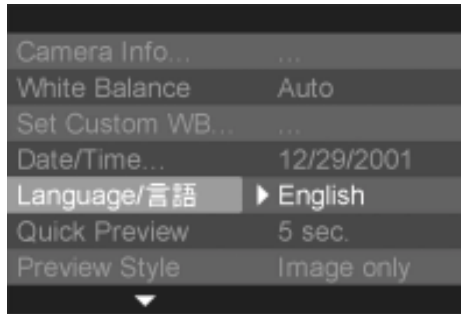 Camera Info... ...
White Balance Auto
Set Custom WB... ...
Date/Time... 12/29/2001
Language/言語 English
Quick Preview 5 sec.
Preview Style Image only